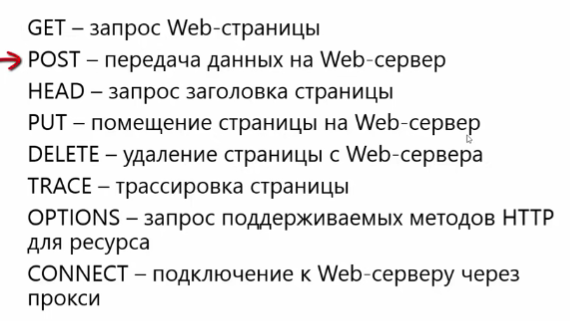 GET – запрос Web-страницы
POST – передача данных на Web-сервер
HEAD – запрос заголовка страницы
PUT – помещение страницы на Web-сервер
DELETE – удаление страницы с Web-сервера
TRACE – трассировка страницы
OPTIONS – запрос поддерживаемых методов HTTP
для ресурса
CONNECT – подключение к Web-серверу через
прокси